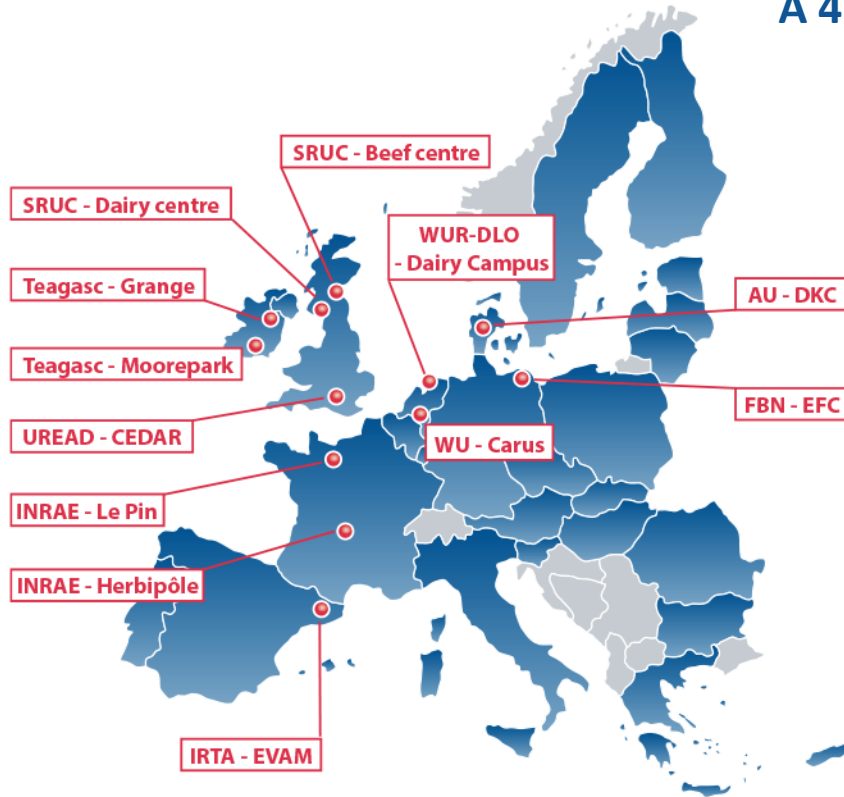 A 4
SRUC - Beef centre
SRUC - Dairy centre
WUR-DLO
- Dairy Campus
Teagasc - Grange
AU - DKC
Teagasc - Moorepark
FBN - EFC
UREAD - CEDAR
WU - Carus
INRAE - Le Pin
INRAE - Herbipôle
IRTA - EVAM